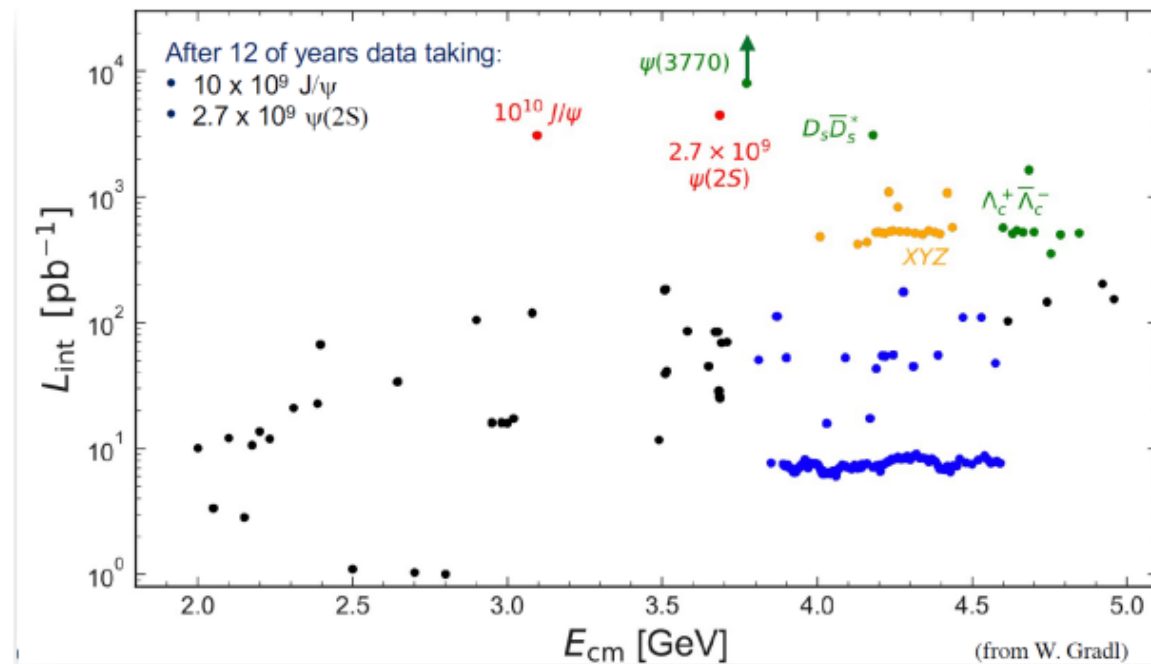 After 12 of years data taking:
• 10 x 10⁹ J/ψ
• 2.7 x 10⁹ ψ(2S)
ψ(3770)
10¹⁰ J/ψ
2.7 × 10⁹
ψ(2S)
DₛD̅ₛ*
Λc⁺Λ̅c⁻
XYZ
10⁴
10³
10²
10¹
10⁰
L_int [pb⁻¹]
2.0 2.5 3.0 3.5 4.0 4.5 5.0
E_cm [GeV]
(from W. Gradl)